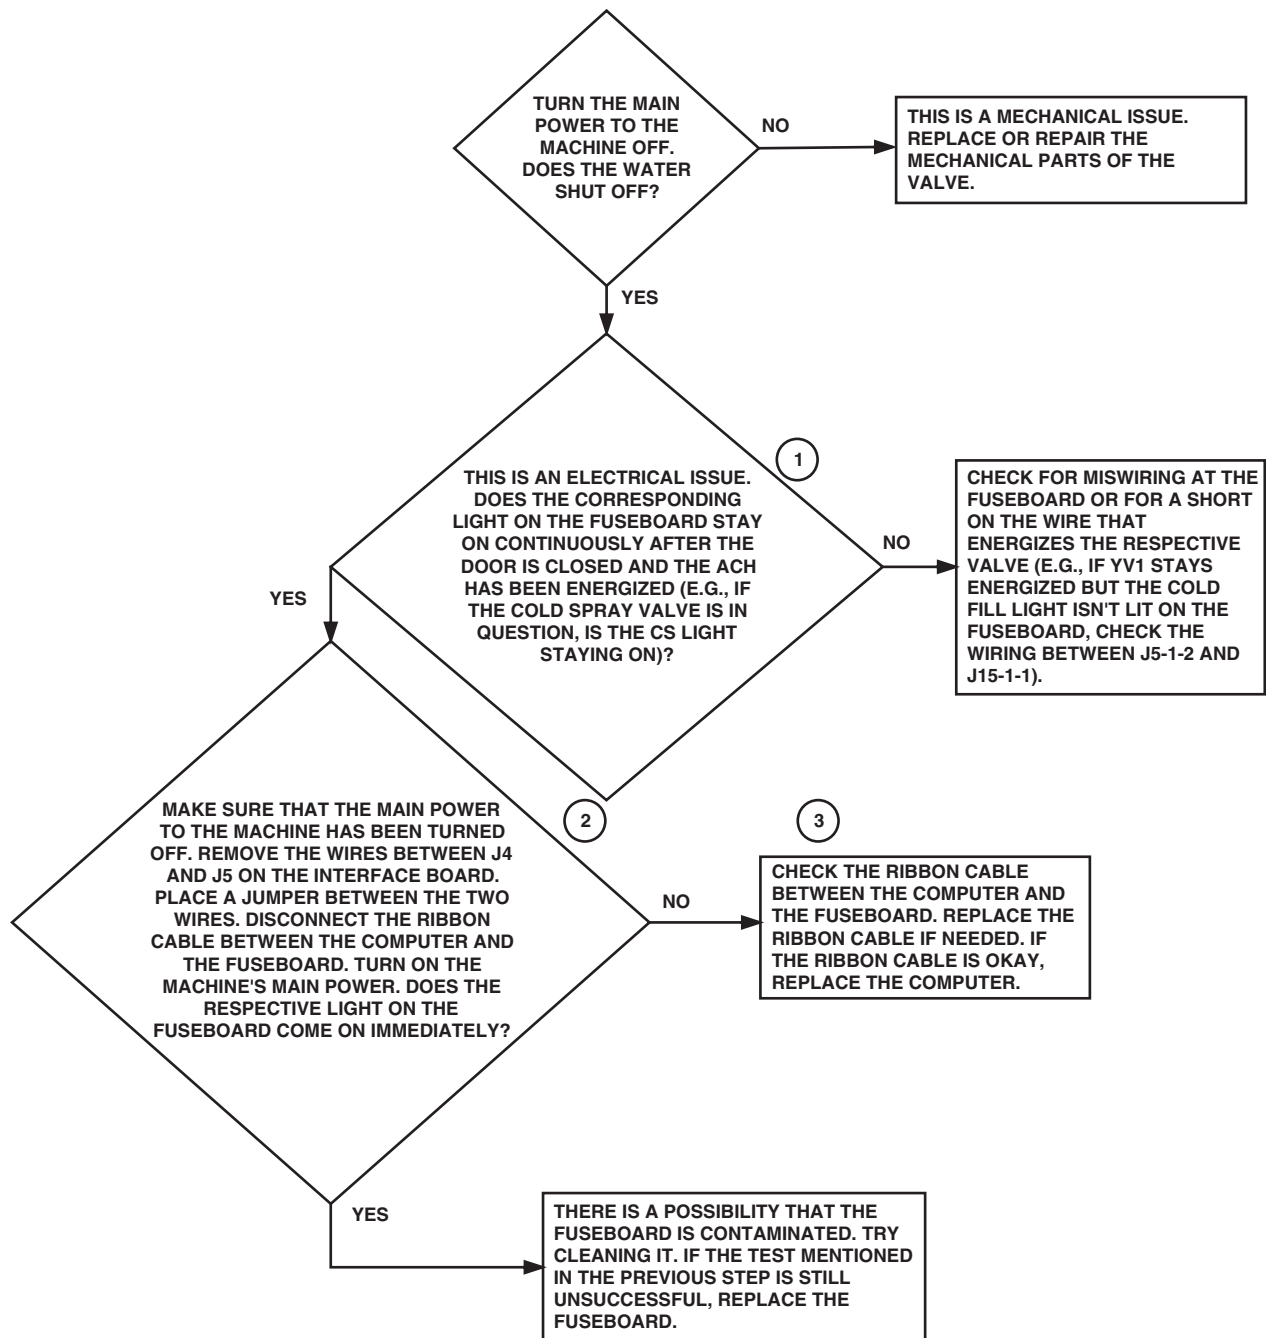 TURN THE MAIN
POWER TO THE
MACHINE OFF.
DOES THE WATER
SHUT OFF?
NO
THIS IS A MECHANICAL ISSUE.
REPLACE OR REPAIR THE
MECHANICAL PARTS OF THE
VALVE.
YES
THIS IS AN ELECTRICAL ISSUE.
DOES THE CORRESPONDING
LIGHT ON THE FUSEBOARD STAY
ON CONTINUOUSLY AFTER THE
DOOR IS CLOSED AND THE ACH
HAS BEEN ENERGIZED (E.G., IF
THE COLD SPRAY VALVE IS IN
QUESTION, IS THE CS LIGHT
STAYING ON)?
1
NO
CHECK FOR MISWIRING AT THE
FUSEBOARD OR FOR A SHORT
ON THE WIRE THAT
ENERGIZES THE RESPECTIVE
VALVE (E.G., IF YV1 STAYS
ENERGIZED BUT THE COLD
FILL LIGHT ISN'T LIT ON THE
FUSEBOARD, CHECK THE
WIRING BETWEEN J5-1-2 AND
J15-1-1).
YES
MAKE SURE THAT THE MAIN POWER
TO THE MACHINE HAS BEEN TURNED
OFF. REMOVE THE WIRES BETWEEN J4
AND J5 ON THE INTERFACE BOARD.
PLACE A JUMPER BETWEEN THE TWO
WIRES. DISCONNECT THE RIBBON
CABLE BETWEEN THE COMPUTER AND
THE FUSEBOARD. TURN ON THE
MACHINE'S MAIN POWER. DOES THE
RESPECTIVE LIGHT ON THE
FUSEBOARD COME ON IMMEDIATELY?
2
NO
3
CHECK THE RIBBON CABLE
BETWEEN THE COMPUTER AND
THE FUSEBOARD. REPLACE THE
RIBBON CABLE IF NEEDED. IF
THE RIBBON CABLE IS OKAY,
REPLACE THE COMPUTER.
YES
THERE IS A POSSIBILITY THAT THE
FUSEBOARD IS CONTAMINATED. TRY
CLEANING IT. IF THE TEST MENTIONED
IN THE PREVIOUS STEP IS STILL
UNSUCCESSFUL, REPLACE THE
FUSEBOARD.